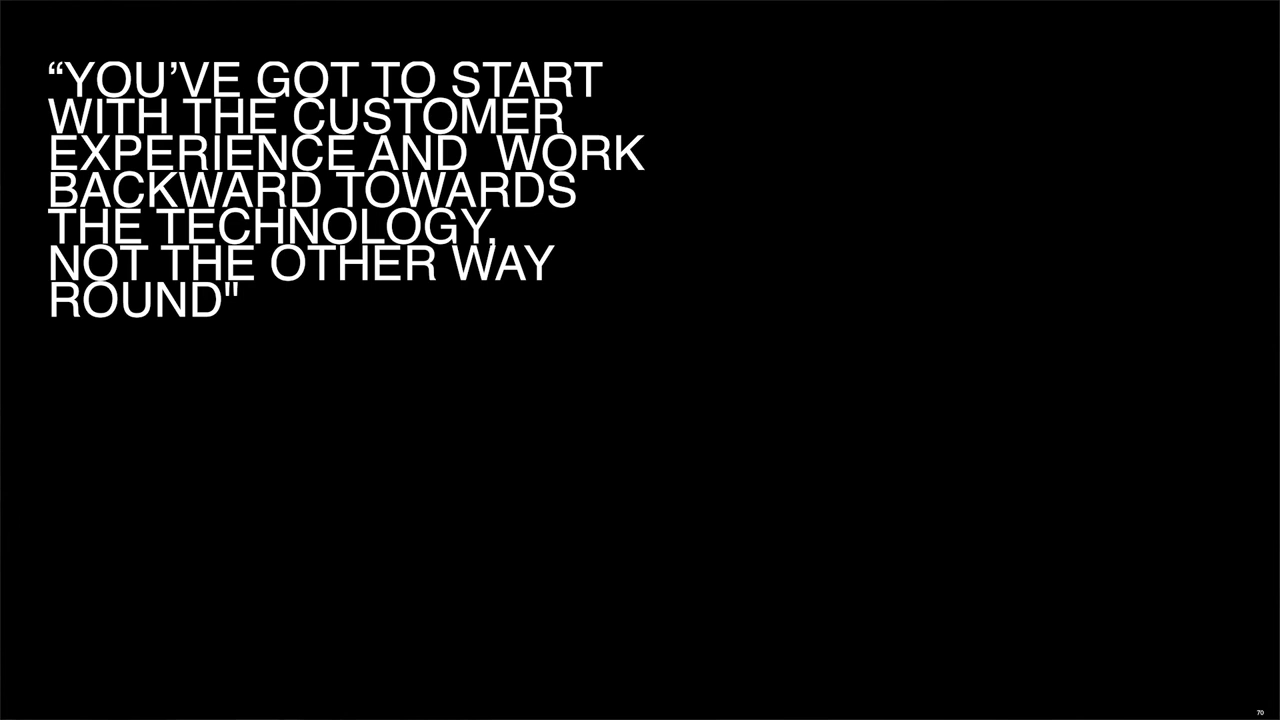 “YOU’VE GOT TO START
WITH THE CUSTOMER
EXPERIENCE AND  WORK
BACKWARD TOWARDS
THE TECHNOLOGY,
NOT THE OTHER WAY
ROUND"
70